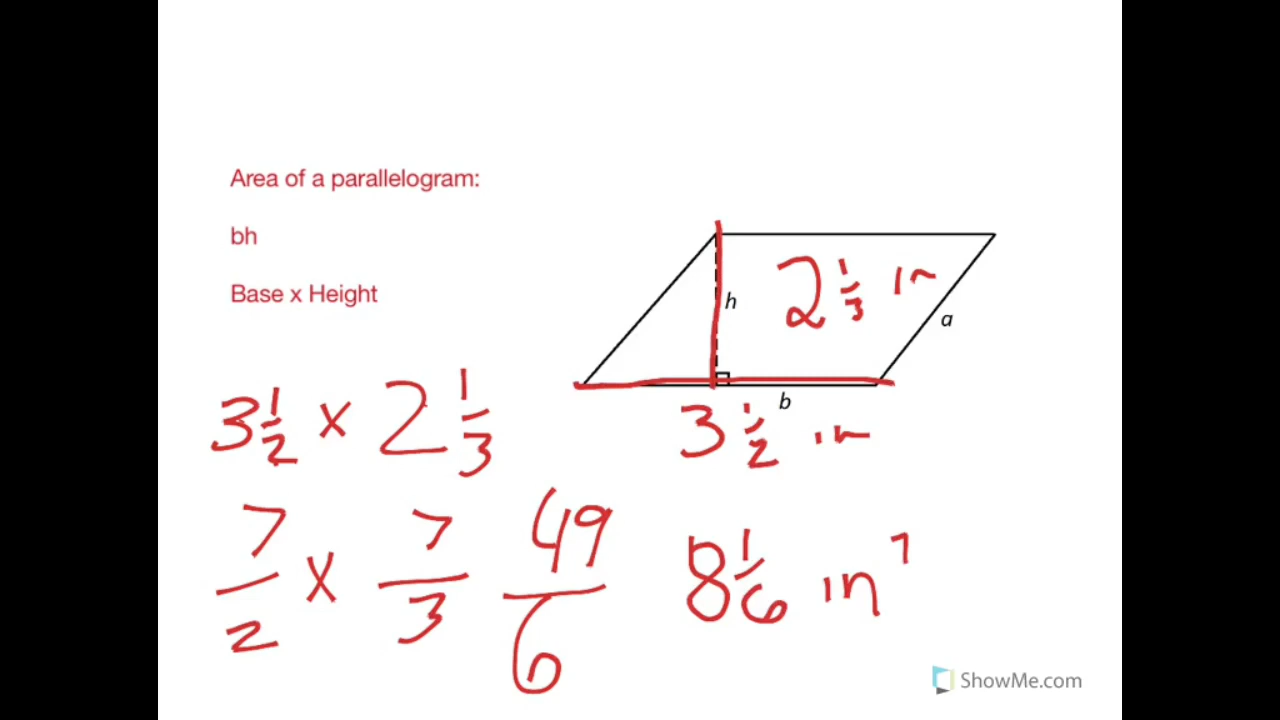 Area of a parallelogram:
bh
Base x Height
h
2 1/3 in
a
b
3 1/2 in
3 1/2 x 2 1/3
7/2 x 7/3 49/6
8 1/6 in
ShowMe.com